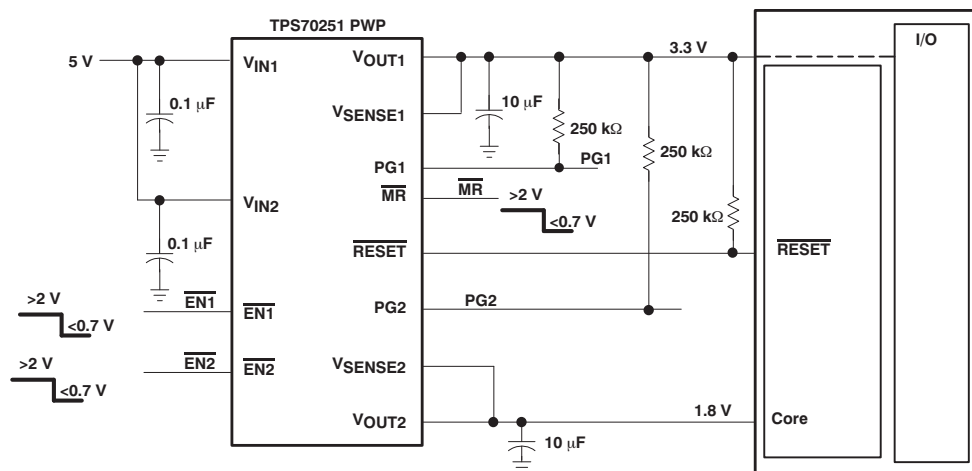 TPS70251 PWP
5 V
VIN1
VOUT1
3.3 V
I/O
0.1 µF
VSENSE1
10 µF
250 kΩ
PG1
PG1
250 kΩ
MR
MR
>2 V
<0.7 V
VIN2
250 kΩ
0.1 µF
RESET
RESET
EN1
EN1
>2 V
<0.7 V
PG2
PG2
EN2
EN2
>2 V
<0.7 V
VSENSE2
VOUT2
1.8 V
Core
10 µF